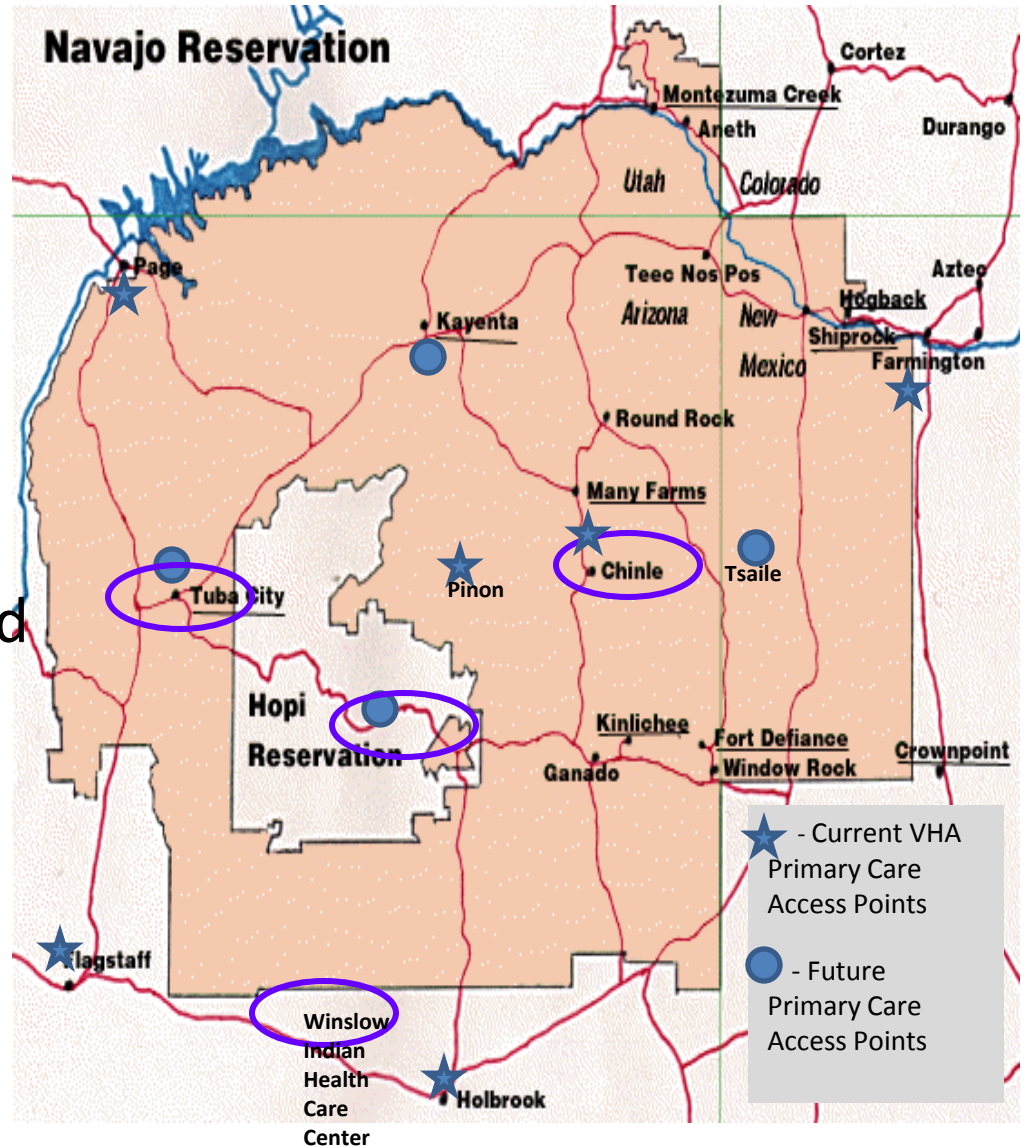 Navajo Reservation
Cortez
Montezuma Creek
Aneth
Durango
Utah
Colorado
Page
Teec Nos Pos
Aztec
Hogback
Kayenta
Arizona
New
Mexico
Shiprock
Farmington
Round Rock
Many Farms
Chinle
Tsaile
Pinon
Tuba City
d
Hopi
Reservation
Kinlichee
Fort Defiance
Ganado
Window Rock
Crownpoint
- Current VHA
Primary Care
Access Points
- Future
Primary Care
Access Points
Flagstaff
Winslow
Indian
Health
Care
Center
Holbrook